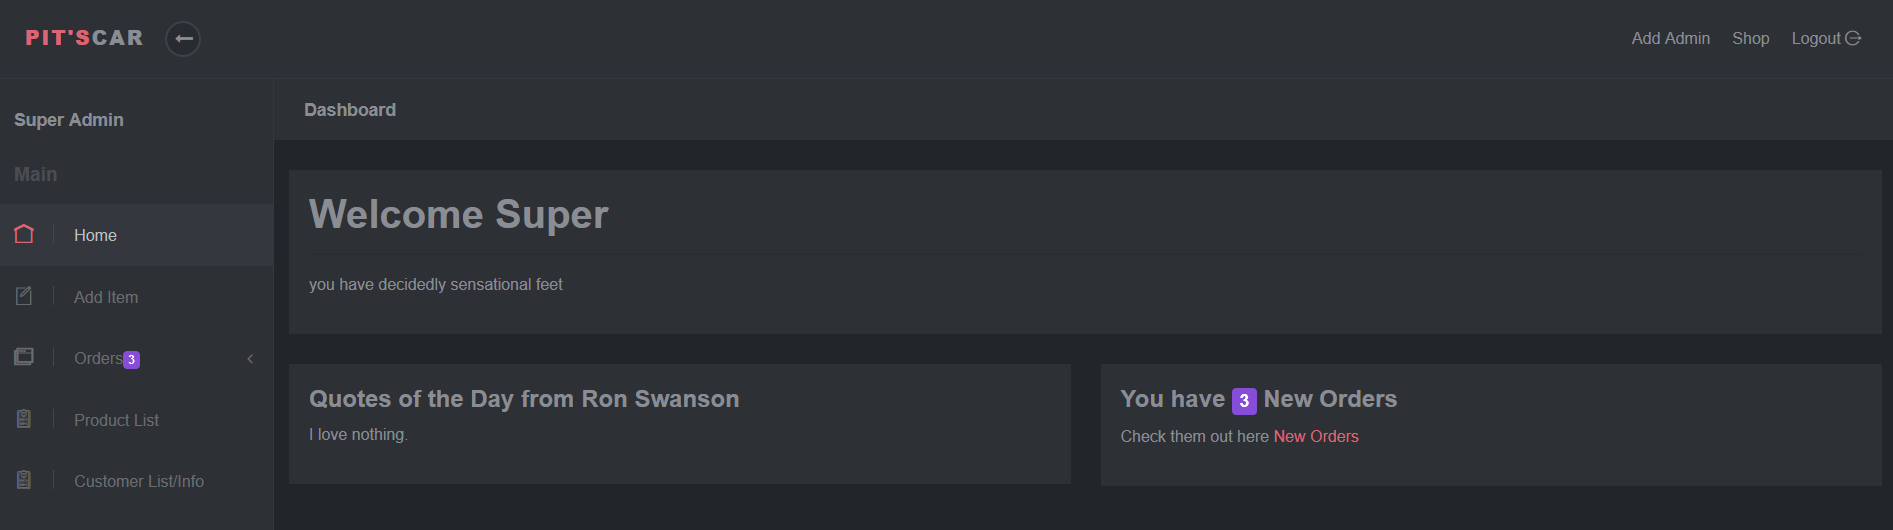 PIT'SCAR
Add Admin Shop Logout
Super Admin
Main
Home
Add Item
Orders 3
Product List
Customer List/Info
Dashboard
Welcome Super
you have decidedly sensational feet
Quotes of the Day from Ron Swanson
I love nothing.
You have 3 New Orders
Check them out here New Orders